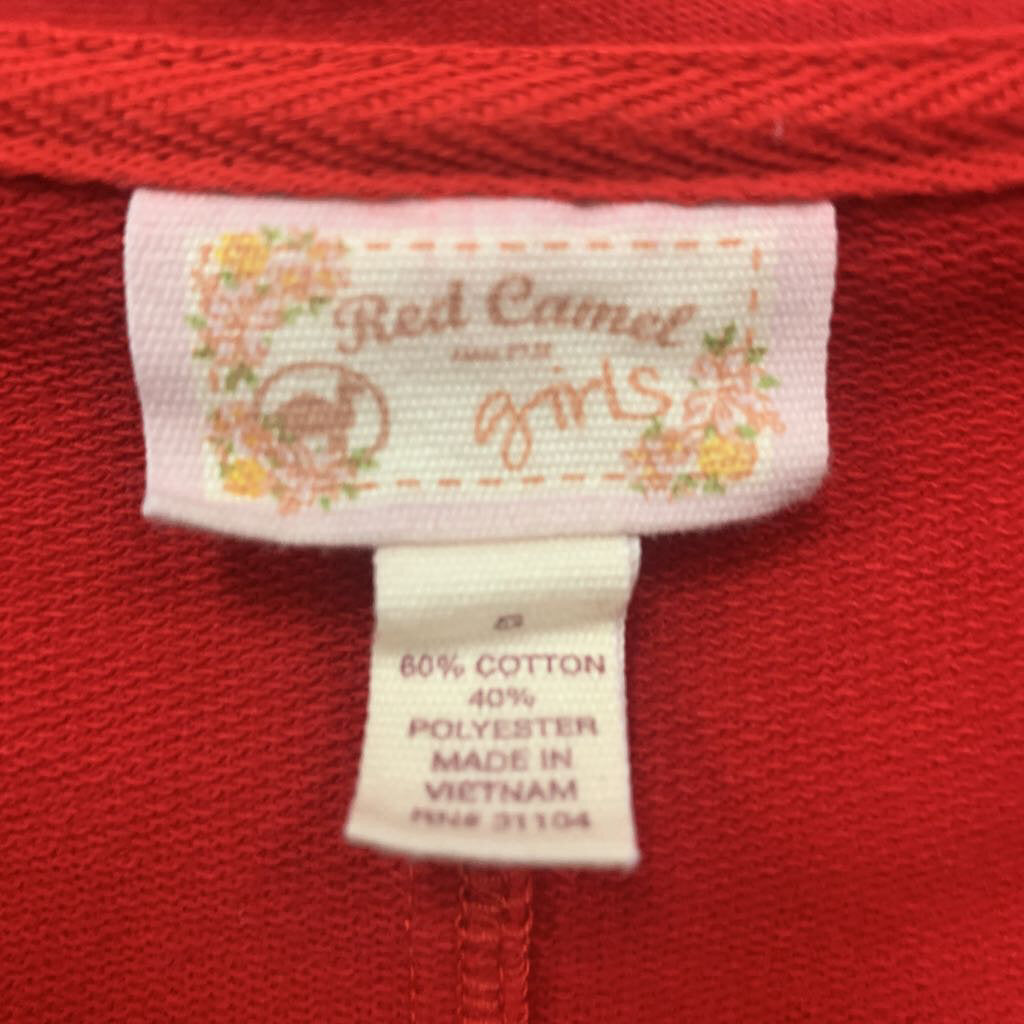 Red Camel
girls
60% COTTON
40%
POLYESTER
MADE IN
VIETNAM
RN# 31104